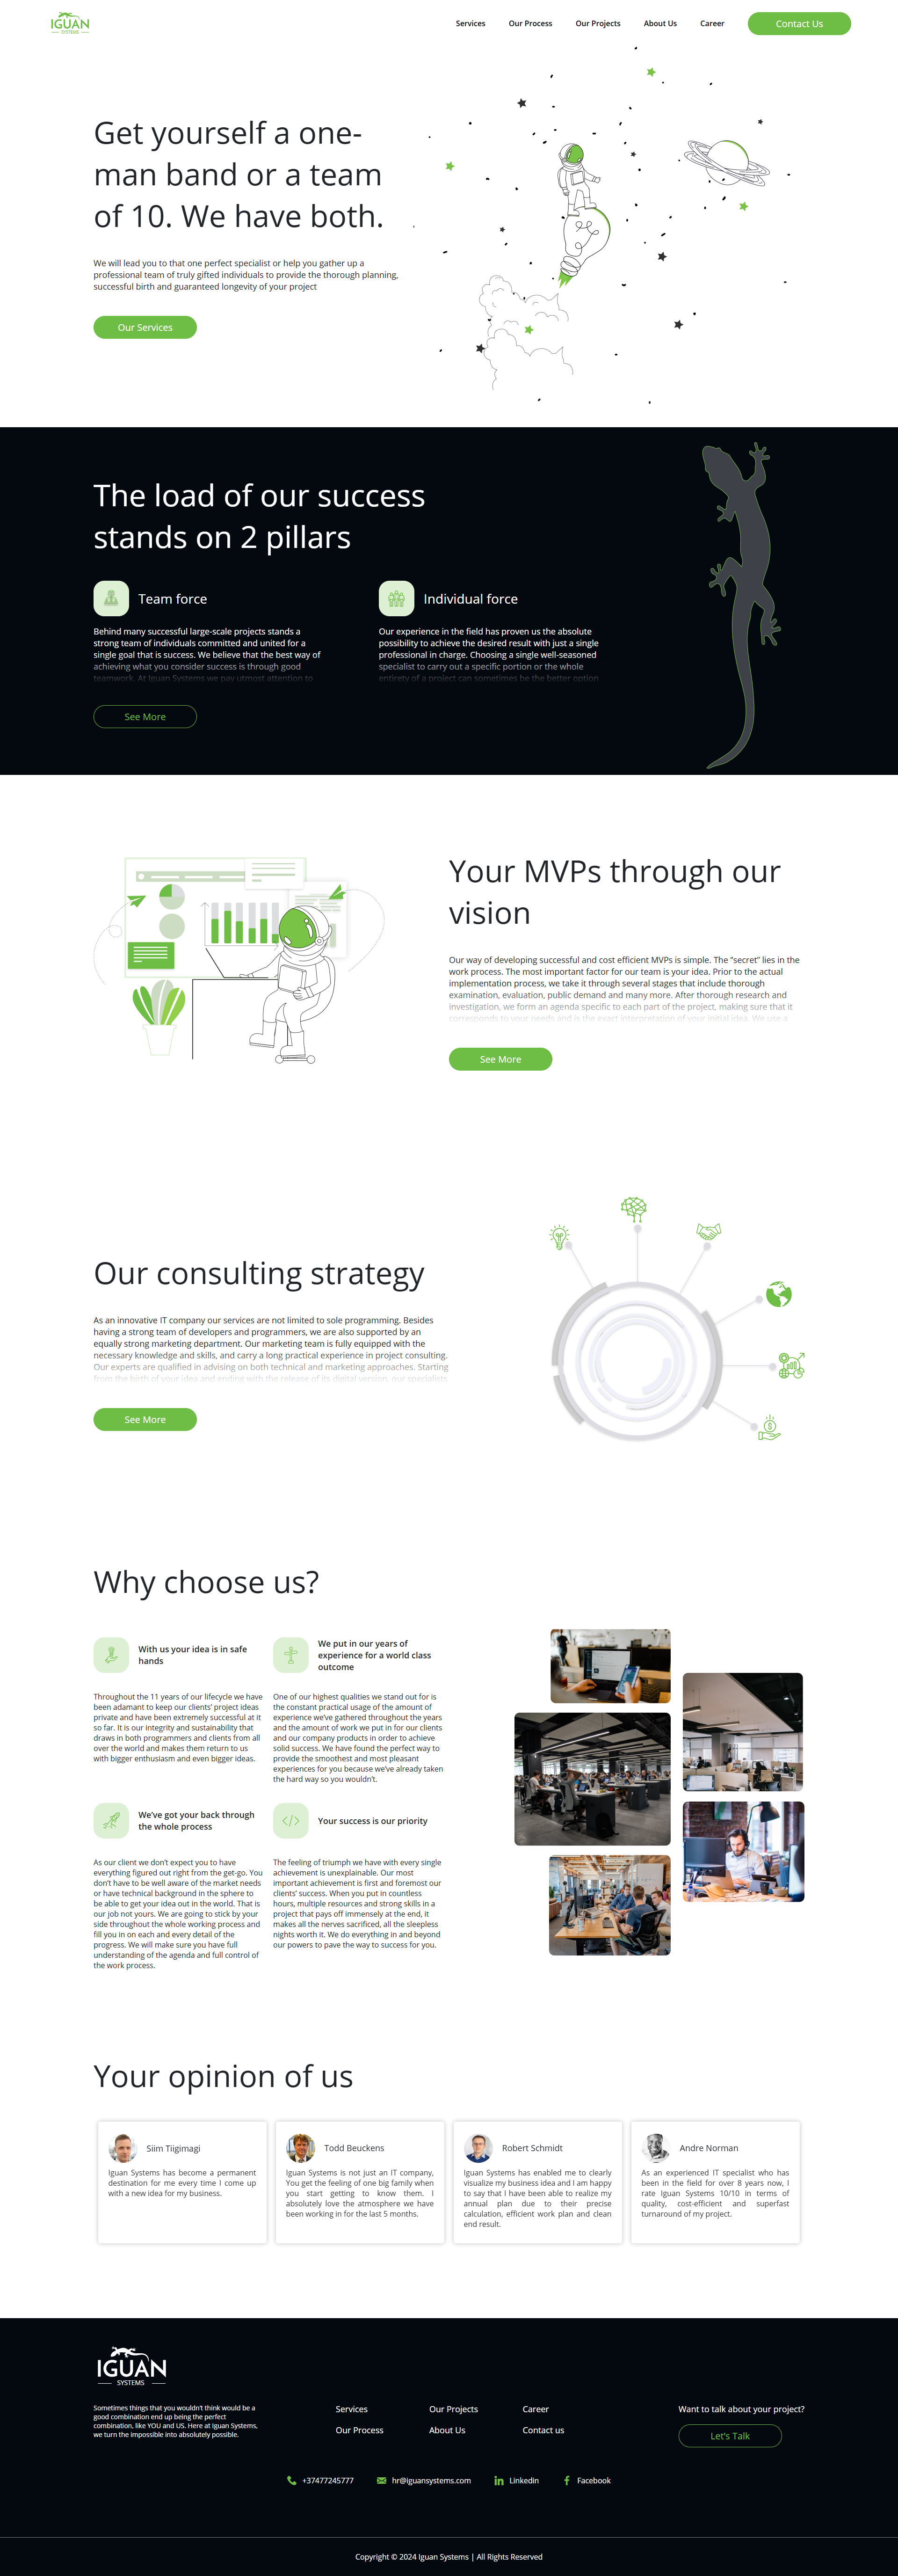 IGUAN
SYSTEMS
Services
Our Process
Our Projects
About Us
Career
Contact Us
Get yourself a one-
man band or a team
of 10. We have both.
We will lead you to that one perfect specialist or help you gather up a
professional team of truly gifted individuals to provide the thorough planning,
successful birth and guaranteed longevity of your project
Our Services
The load of our success
stands on 2 pillars
Team force
Behind many successful large-scale projects stands a
strong team of individuals committed and united for a
single goal that is success. We believe that the best way of
achieving what you consider success is through good
teamwork. At Iguan Systems we pay utmost attention to
Individual force
Our experience in the field has proven us the absolute
possibility to achieve the desired result with just a single
professional in charge. Choosing a single well-seasoned
specialist to carry out a specific portion or the whole
entirety of a project can sometimes be the better option
See More
Your MVPs through our
vision
Our way of developing successful and cost efficient MVPs is simple. The “secret” lies in the
work process. The most important factor for our team is your idea. Prior to the actual
implementation process, we take it through several stages that include thorough
examination, evaluation, public demand and many more. After thorough research and
investigation, we form an agenda specific to each part of the project, making sure that it
corresponds to your needs and is the exact interpretation of your initial idea. We use a
See More
Our consulting strategy
As an innovative IT company our services are not limited to sole programming. Besides
having a strong team of developers and programmers, we are also supported by an
equally strong marketing department. Our marketing team is fully equipped with the
necessary knowledge and skills, and carry a long practical experience in project consulting.
Our experts are qualified in advising on both technical and marketing approaches. Starting
from the birth of your idea and ending with the release of its digital version, our specialists
See More
Why choose us?
With us your idea is in safe
hands
Throughout the 11 years of our lifecycle we have
been adamant to keep our clients’ project ideas
private and have been extremely successful at it
so far. It is our integrity and sustainability that
draws in both programmers and clients from all
over the world and makes them return to us
with bigger enthusiasm and even bigger ideas.
We put in our years of
experience for a world class
outcome
One of our highest qualities we stand out for is
the constant practical usage of the amount of
experience we’ve gathered throughout the years
and the amount of work we put in for our clients
and our company products in order to achieve
solid success. We have found the perfect way to
provide the smoothest and most pleasant
experiences for you because we’ve already taken
the hard way so you wouldn’t.
We’ve got your back through
the whole process
As our client we don’t expect you to have
everything figured out right from the get-go. You
don’t have to be well aware of the market needs
or have technical background in the sphere to
be able to get your idea out in the world. That is
our job not yours. We are going to stick by your
side throughout the whole working process and
fill you in on each and every detail of the
progress. We will make sure you have full
understanding of the agenda and full control of
the work process.
Your success is our priority
The feeling of triumph we have with every single
achievement is unexplainable. Our most
important achievement is first and foremost our
clients’ success. When you put in countless
hours, multiple resources and strong skills in a
project that pays off immensely at the end, it
makes all the nerves sacrificed, all the sleepless
nights worth it. We do everything in and beyond
our powers to pave the way to success for you.
Your opinion of us
Siim Tiigimagi
Iguan Systems has become a permanent
destination for me every time I come up
with a new idea for my business.
Todd Beuckens
Iguan Systems is not just an IT company,
You get the feeling of one big family when
you start getting to know them. I
absolutely love the atmosphere we have
been working in for the last 5 months.
Robert Schmidt
Iguan Systems has enabled me to clearly
visualize my business idea and I am happy
to say that I have been able to realize my
annual plan due to their precise
calculation, efficient work plan and clean
end result.
Andre Norman
As an experienced IT specialist who has
been in the field for over 8 years now, I
rate Iguan Systems 10/10 in terms of
quality, cost-efficient and superfast
turnaround of my project.
IGUAN
SYSTEMS
Sometimes things that you wouldn’t think would be a
good combination end up being the perfect
combination, like YOU and US. Here at Iguan Systems,
we turn the impossible into absolutely possible.
Services
Our Projects
Career
Our Process
About Us
Contact us
Want to talk about your project?
Let’s Talk
+37477245777
hr@iguansystems.com
Linkedin
Facebook
Copyright © 2024 Iguan Systems | All Rights Reserved